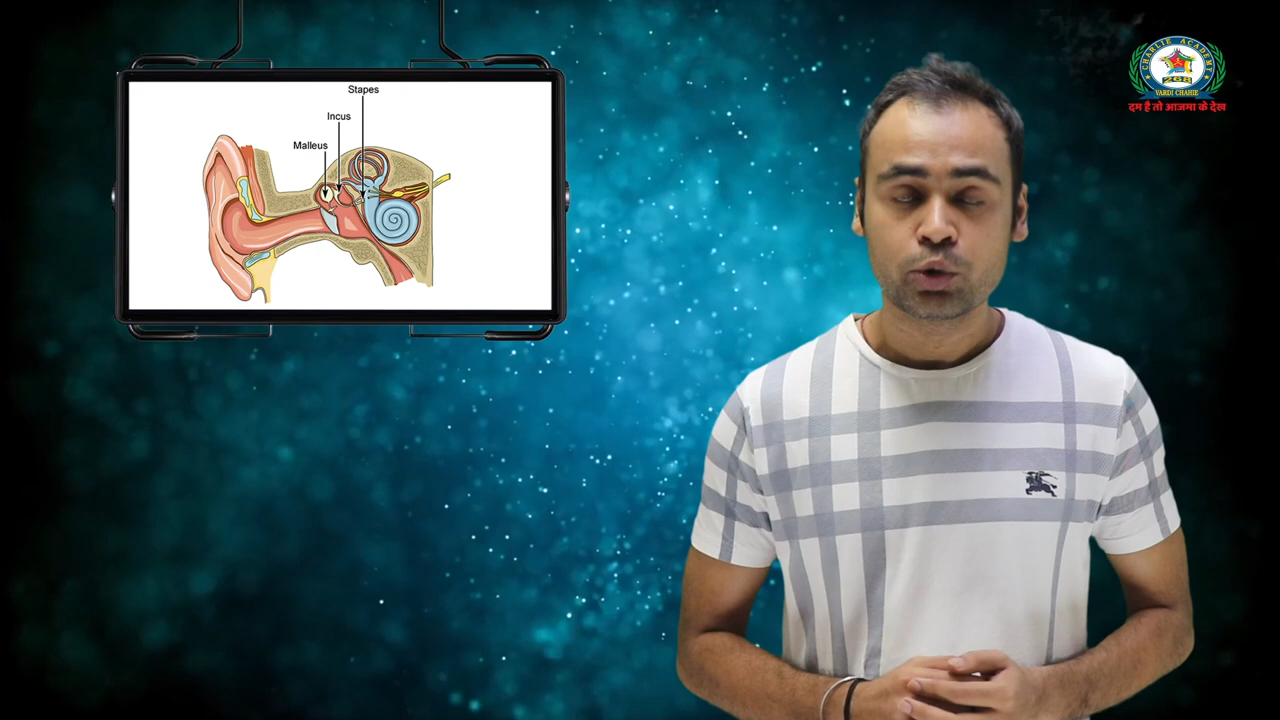 Stapes
Incus
Malleus
CHARLIE ACADEMY
268
VARDI CHAHIE
दम है तो आजमा के देख